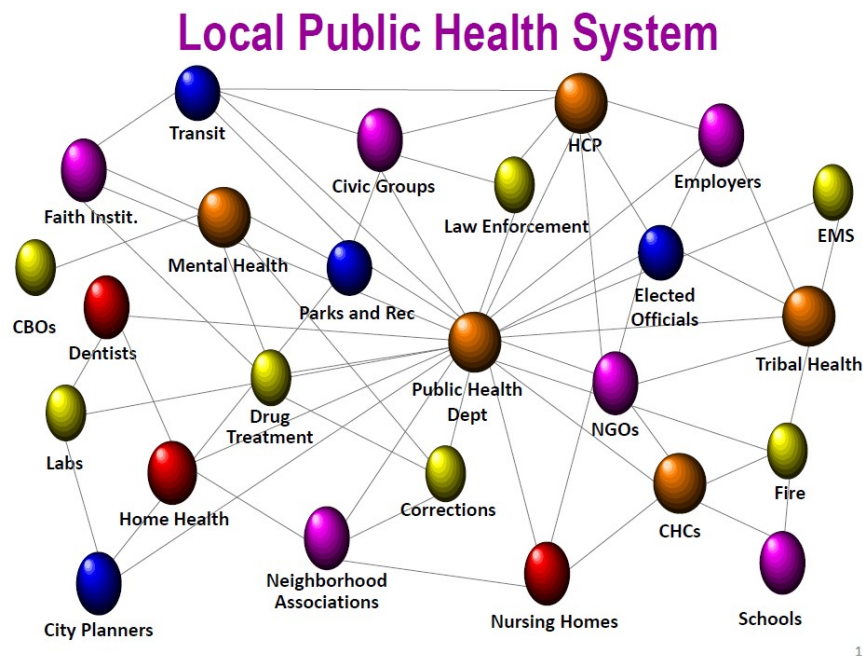 Local Public Health System
Transit
HCP
Civic Groups
Employers
Faith Instit.
Law Enforcement
EMS
Mental Health
Parks and Rec
Elected
Officials
CBOs
Dentists
Tribal Health
Public Health
Dept
Drug
Treatment
NGOs
Labs
Home Health
Corrections
CHCs
Fire
Neighborhood
Associations
Nursing Homes
Schools
City Planners
1